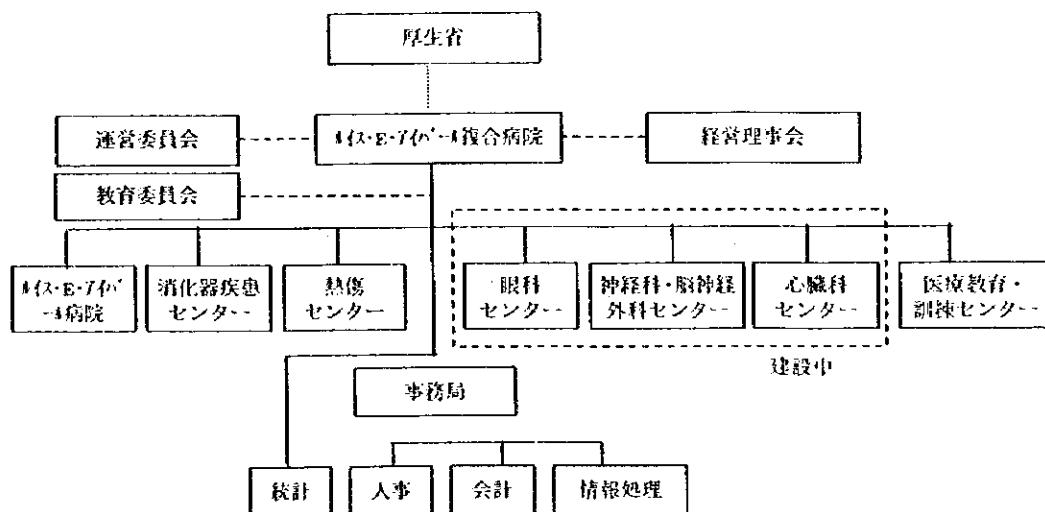 厚生省
運営委員会
ﾙｲｽ・E・ｱｲﾊﾞｰﾙ複合病院
経営理事会
教育委員会
ﾙｲｽ・E・ｱｲﾊﾞ
ｰﾙ病院
消化器疾患
センター
熱傷
センター
眼科
センター
神経科・脳神経
外科センター
心臓科
センター
医療教育・
訓練センター
建設中
事務局
統計
人事
会計
情報処理